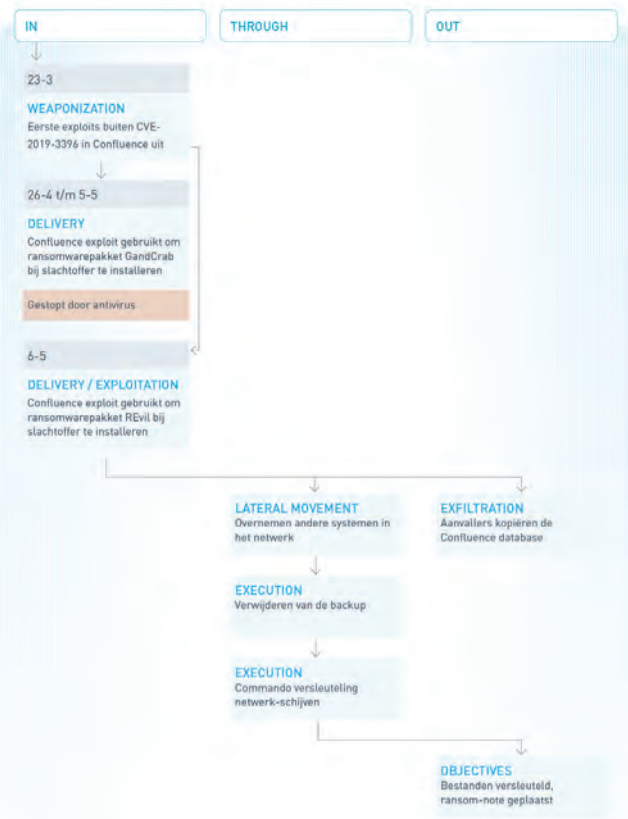 IN
THROUGH
OUT
23-3
WEAPONIZATION
Eerste exploits buiten CVE-
2019-3396 in Confluence uit
26-4 t/m 5-5
DELIVERY
Confluence exploit gebruikt om
ransomwarepakket GandCrab
bij slachtoffer te installeren
Gestopt door antivirus
6-5
DELIVERY / EXPLOITATION
Confluence exploit gebruikt om
ransomwarepakket REvil bij
slachtoffer te installeren
LATERAL MOVEMENT
Overnemen andere systemen in
het netwerk
EXFILTRATION
Aanvallers kopiëren de
Confluence database
EXECUTION
Verwijderen van de backup
EXECUTION
Commando versleuteling
netwerk-schijven
OBJECTIVES
Bestanden versleuteld,
ransom-note geplaatst